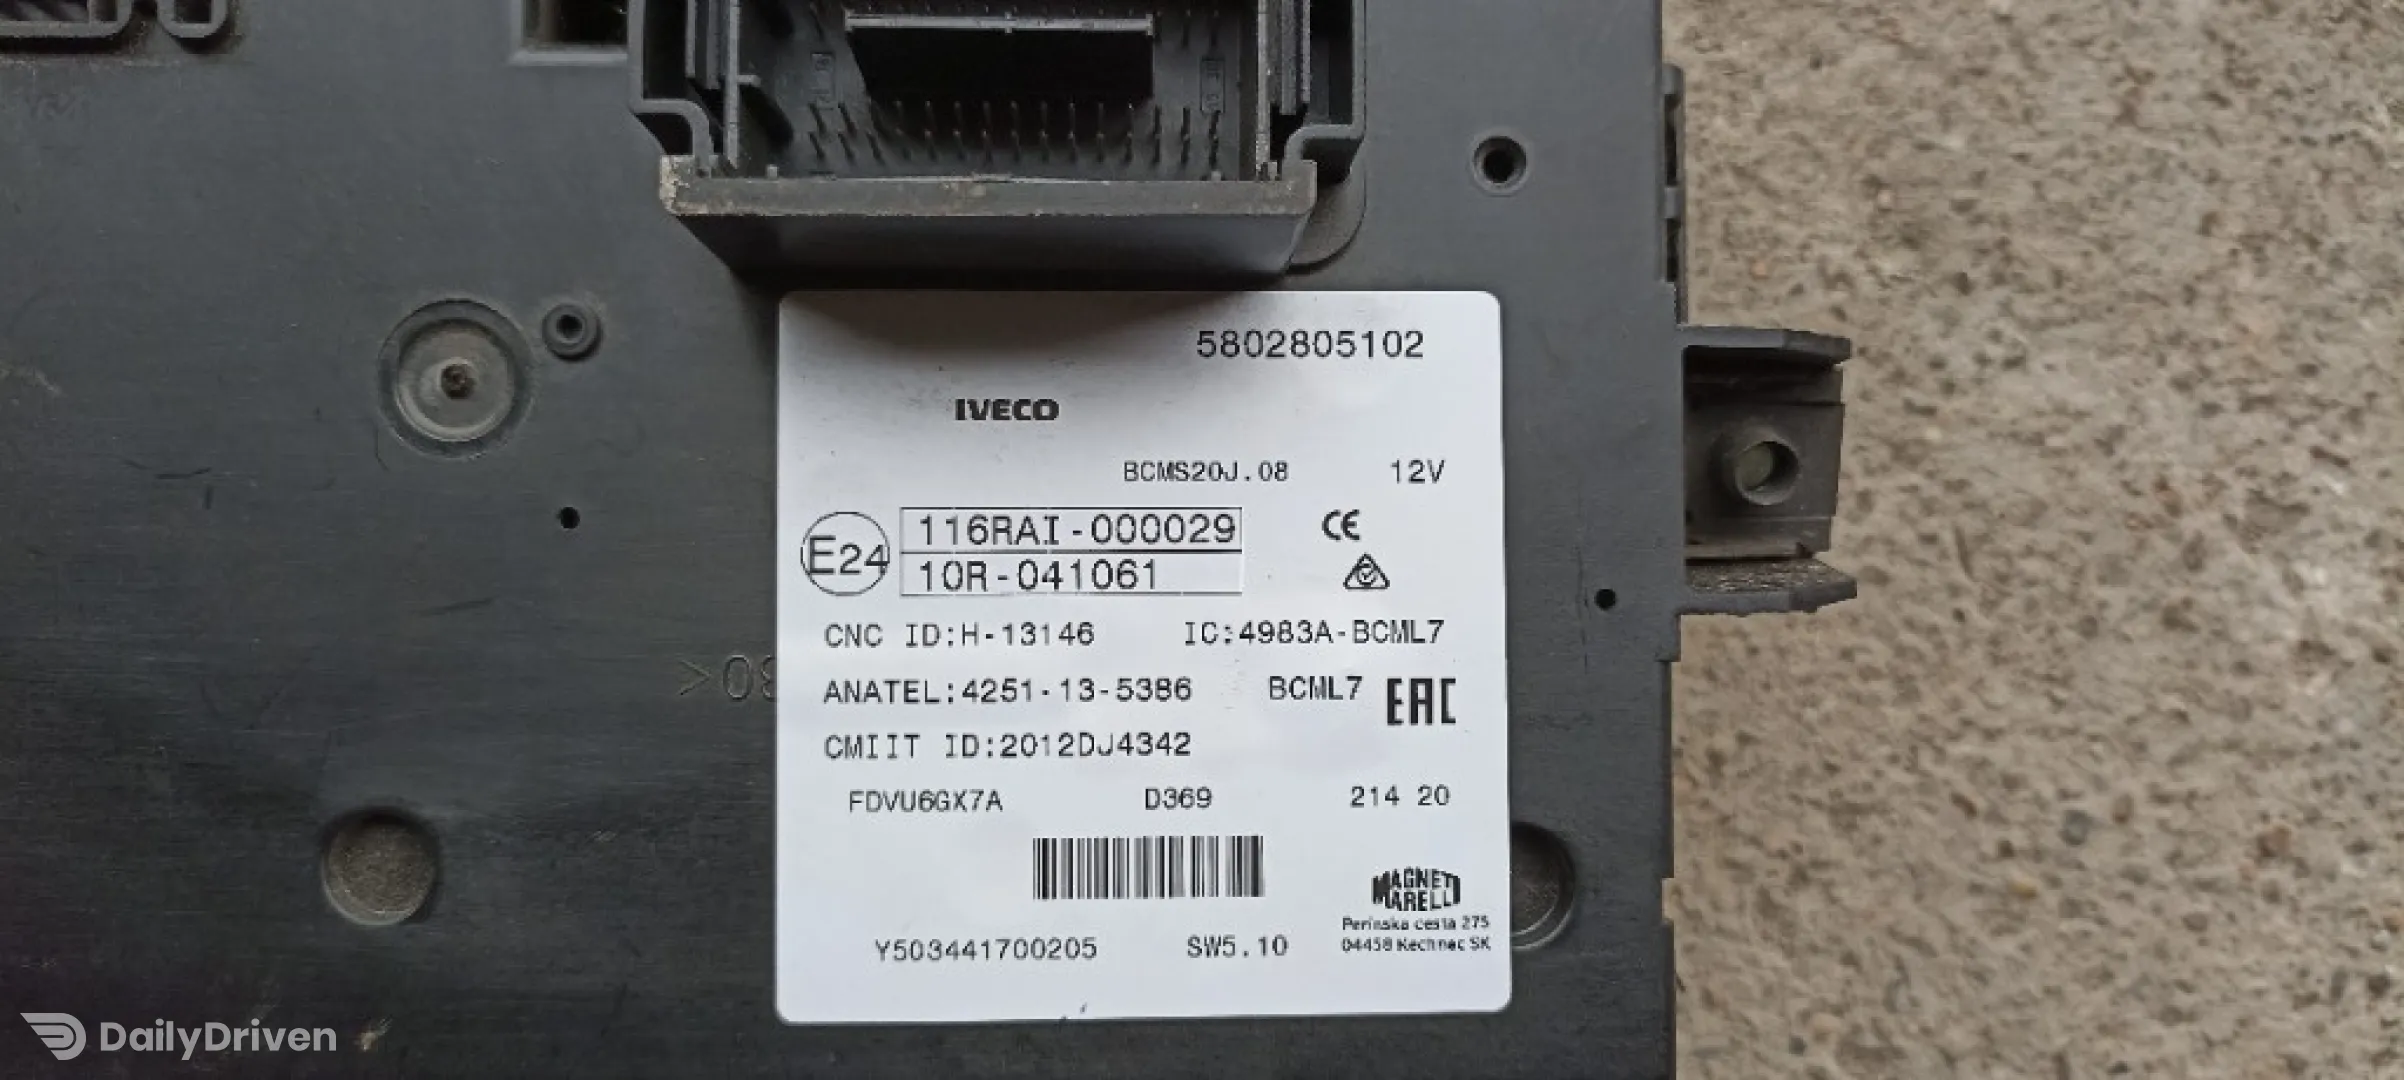 5802805102
IVECO
BCMS20J.08 12V
E24 116RAI-000029 CE
10R-041061
CNC ID:H-13146 IC:4983A-BCML7
ANATEL:4251-13-5386 BCML7 EAC
CMIIT ID:2012DJ4342
FDVU6GX7A D369 214 20
MAGNETI
MARELLI
Perinska cesta 275
Y503441700205 SW5.10 04458 Kechnec SK
DailyDriven